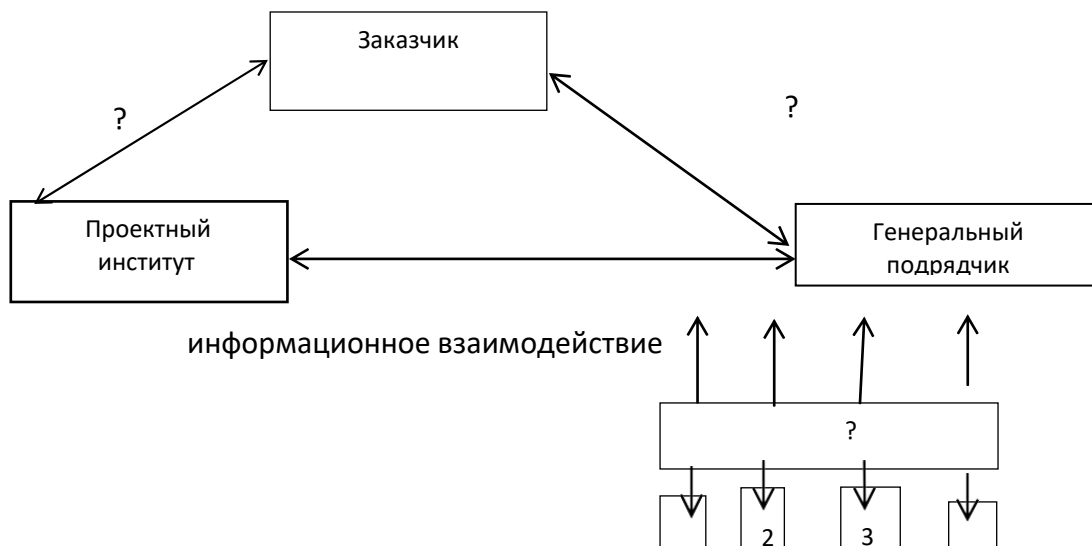 Заказчик
?
?
Проектный
институт
Генеральный
подрядчик
информационное взаимодействие
?
2
3